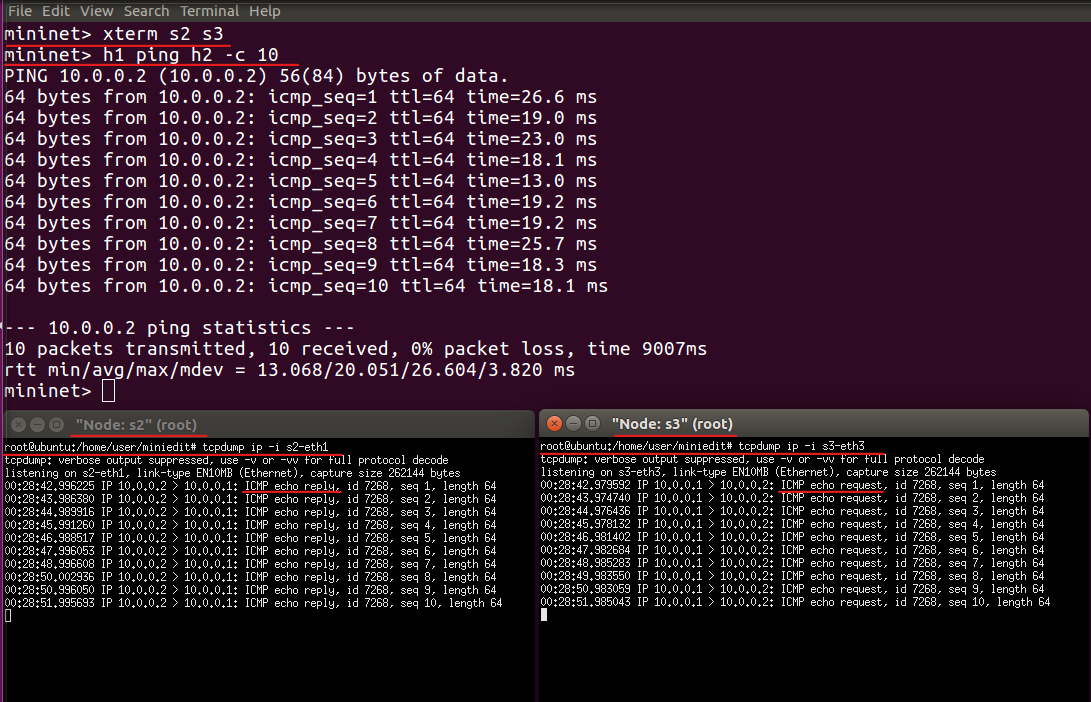 File Edit View Search Terminal Help
mininet> xterm s2 s3
mininet> h1 ping h2 -c 10
PING 10.0.0.2 (10.0.0.2) 56(84) bytes of data.
64 bytes from 10.0.0.2: icmp_seq=1 ttl=64 time=26.6 ms
64 bytes from 10.0.0.2: icmp_seq=2 ttl=64 time=19.0 ms
64 bytes from 10.0.0.2: icmp_seq=3 ttl=64 time=23.0 ms
64 bytes from 10.0.0.2: icmp_seq=4 ttl=64 time=18.1 ms
64 bytes from 10.0.0.2: icmp_seq=5 ttl=64 time=13.0 ms
64 bytes from 10.0.0.2: icmp_seq=6 ttl=64 time=19.2 ms
64 bytes from 10.0.0.2: icmp_seq=7 ttl=64 time=19.2 ms
64 bytes from 10.0.0.2: icmp_seq=8 ttl=64 time=25.7 ms
64 bytes from 10.0.0.2: icmp_seq=9 ttl=64 time=18.3 ms
64 bytes from 10.0.0.2: icmp_seq=10 ttl=64 time=18.1 ms
--- 10.0.0.2 ping statistics ---
10 packets transmitted, 10 received, 0% packet loss, time 9007ms
rtt min/avg/max/mdev = 13.068/20.051/26.604/3.820 ms
mininet>
"Node: s2" (root)
root@ubuntu:/home/user/miniedit# tcpdump ip -i s2-eth1
tcpdump: verbose output suppressed, use -v or -vv for full protocol decode
listening on s2-eth1, link-type EN10MB (Ethernet), capture size 262144 bytes
00:28:42.996225 IP 10.0.0.2 > 10.0.0.1: ICMP echo reply, id 7268, seq 1, length 64
00:28:43.986380 IP 10.0.0.2 > 10.0.0.1: ICMP echo reply, id 7268, seq 2, length 64
00:28:44.989916 IP 10.0.0.2 > 10.0.0.1: ICMP echo reply, id 7268, seq 3, length 64
00:28:45.991260 IP 10.0.0.2 > 10.0.0.1: ICMP echo reply, id 7268, seq 4, length 64
00:28:46.988517 IP 10.0.0.2 > 10.0.0.1: ICMP echo reply, id 7268, seq 5, length 64
00:28:47.996053 IP 10.0.0.2 > 10.0.0.1: ICMP echo reply, id 7268, seq 6, length 64
00:28:48.996608 IP 10.0.0.2 > 10.0.0.1: ICMP echo reply, id 7268, seq 7, length 64
00:28:50.002936 IP 10.0.0.2 > 10.0.0.1: ICMP echo reply, id 7268, seq 8, length 64
00:28:50.996050 IP 10.0.0.2 > 10.0.0.1: ICMP echo reply, id 7268, seq 9, length 64
00:28:51.995693 IP 10.0.0.2 > 10.0.0.1: ICMP echo reply, id 7268, seq 10, length 64
"Node: s3" (root)
root@ubuntu:/home/user/miniedit# tcpdump ip -i s3-eth3
tcpdump: verbose output suppressed, use -v or -vv for full protocol decode
listening on s3-eth3, link-type EN10MB (Ethernet), capture size 262144 bytes
00:28:42.979592 IP 10.0.0.1 > 10.0.0.2: ICMP echo request, id 7268, seq 1, length 64
00:28:43.974740 IP 10.0.0.1 > 10.0.0.2: ICMP echo request, id 7268, seq 2, length 64
00:28:44.976436 IP 10.0.0.1 > 10.0.0.2: ICMP echo request, id 7268, seq 3, length 64
00:28:45.978132 IP 10.0.0.1 > 10.0.0.2: ICMP echo request, id 7268, seq 4, length 64
00:28:46.981402 IP 10.0.0.1 > 10.0.0.2: ICMP echo request, id 7268, seq 5, length 64
00:28:47.982684 IP 10.0.0.1 > 10.0.0.2: ICMP echo request, id 7268, seq 6, length 64
00:28:48.985283 IP 10.0.0.1 > 10.0.0.2: ICMP echo request, id 7268, seq 7, length 64
00:28:49.983550 IP 10.0.0.1 > 10.0.0.2: ICMP echo request, id 7268, seq 8, length 64
00:28:50.983059 IP 10.0.0.1 > 10.0.0.2: ICMP echo request, id 7268, seq 9, length 64
00:28:51.985043 IP 10.0.0.1 > 10.0.0.2: ICMP echo request, id 7268, seq 10, length 64